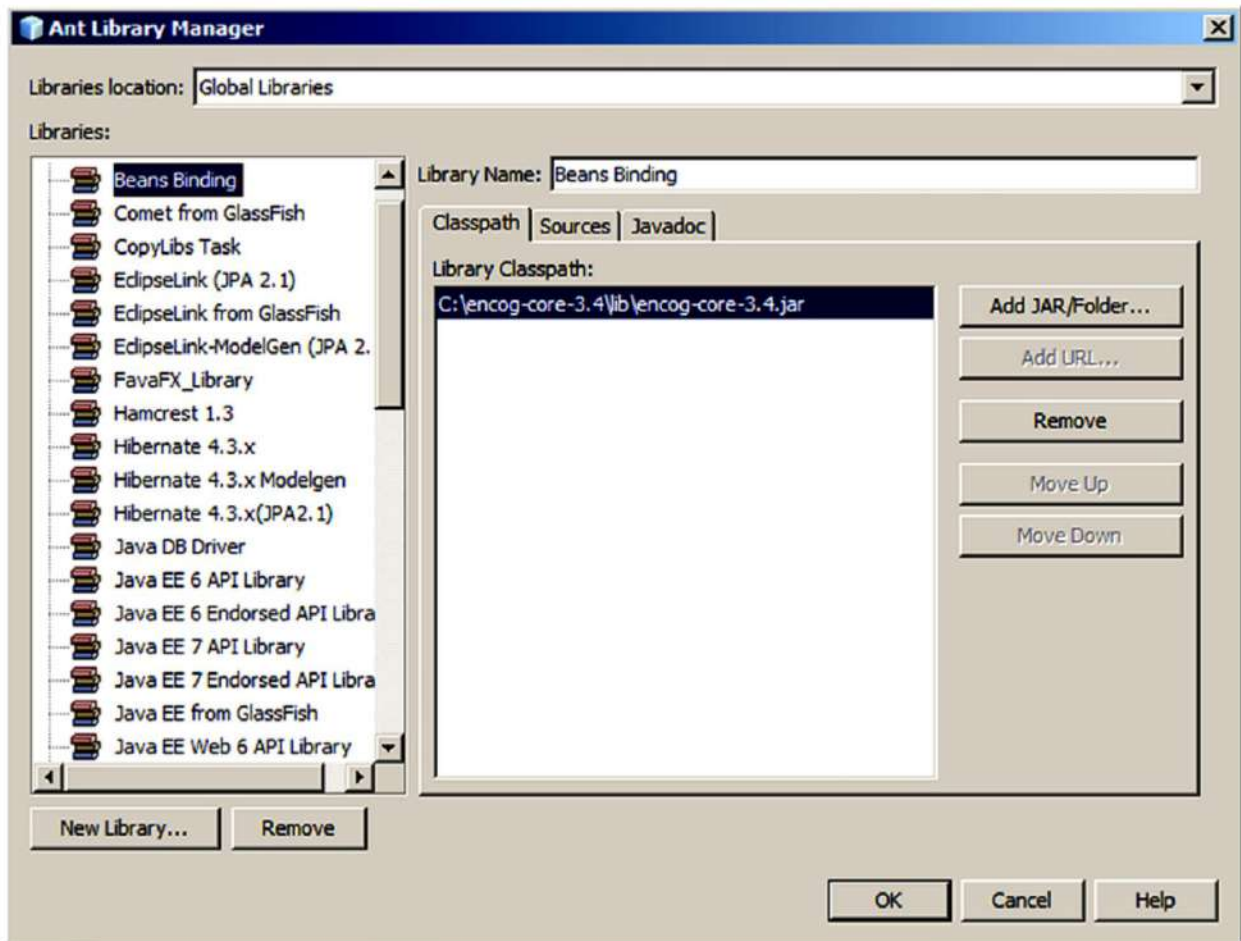 Ant Library Manager
Libraries location: Global Libraries
Libraries:
Beans Binding
Comet from GlassFish
CopyLibs Task
EclipseLink (JPA 2.1)
EclipseLink from GlassFish
EclipseLink-ModelGen (JPA 2.
FavaFX_Library
Hamcrest 1.3
Hibernate 4.3.x
Hibernate 4.3.x Modelgen
Hibernate 4.3.x(JPA2.1)
Java DB Driver
Java EE 6 API Library
Java EE 6 Endorsed API Libra
Java EE 7 API Library
Java EE 7 Endorsed API Libra
Java EE from GlassFish
Java EE Web 6 API Library
New Library... Remove
Library Name: Beans Binding
Classpath Sources Javadoc
Library Classpath:
C:\encog-core-3.4\lib\encog-core-3.4.jar
Add JAR/Folder...
Add URL...
Remove
Move Up
Move Down
OK Cancel Help